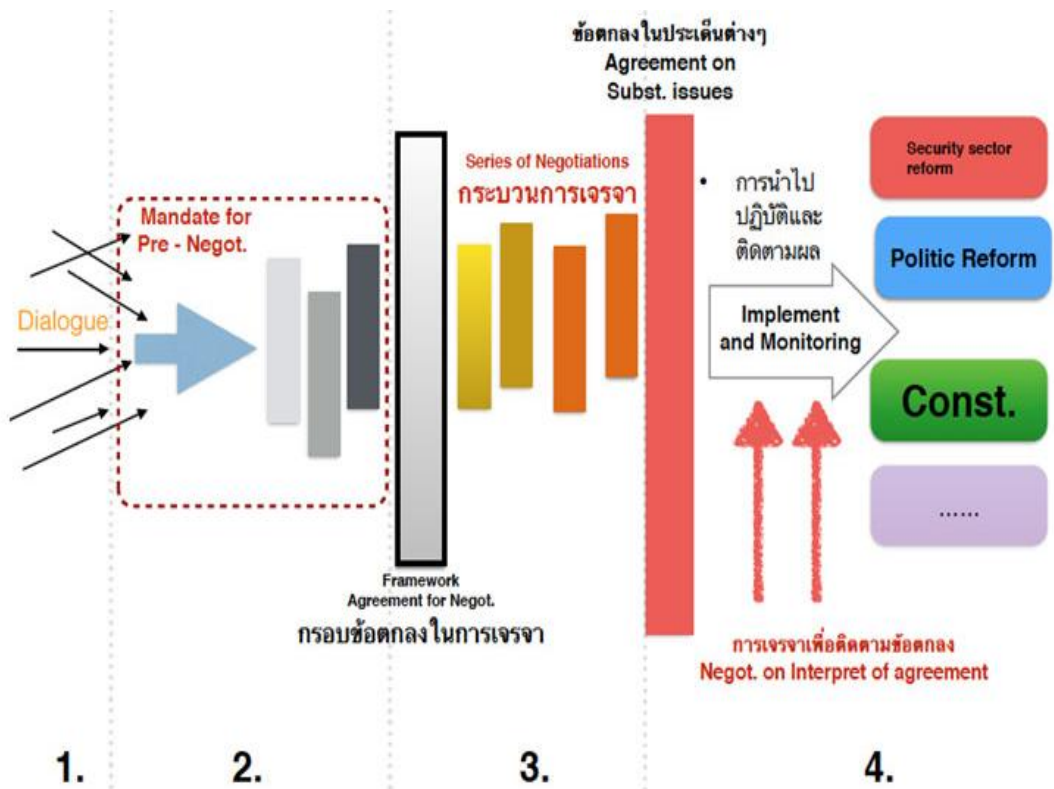 ข้อตกลงในประเด็นต่างๆ
Agreement on
Subst. issues
Mandate for
Pre - Negot.
Dialogue
Series of Negotiations
กระบวนการเจรจา
Framework
Agreement for Negot.
กรอบข้อตกลงในการเจรจา
• การนำไป
ปฏิบัติและ
ติดตามผล
Implement
and Monitoring
Security sector
reform
Politic Reform
Const.
......
การเจรจาเพื่อติดตามข้อตกลง
Negot. on Interpret of agreement
1.
2.
3.
4.